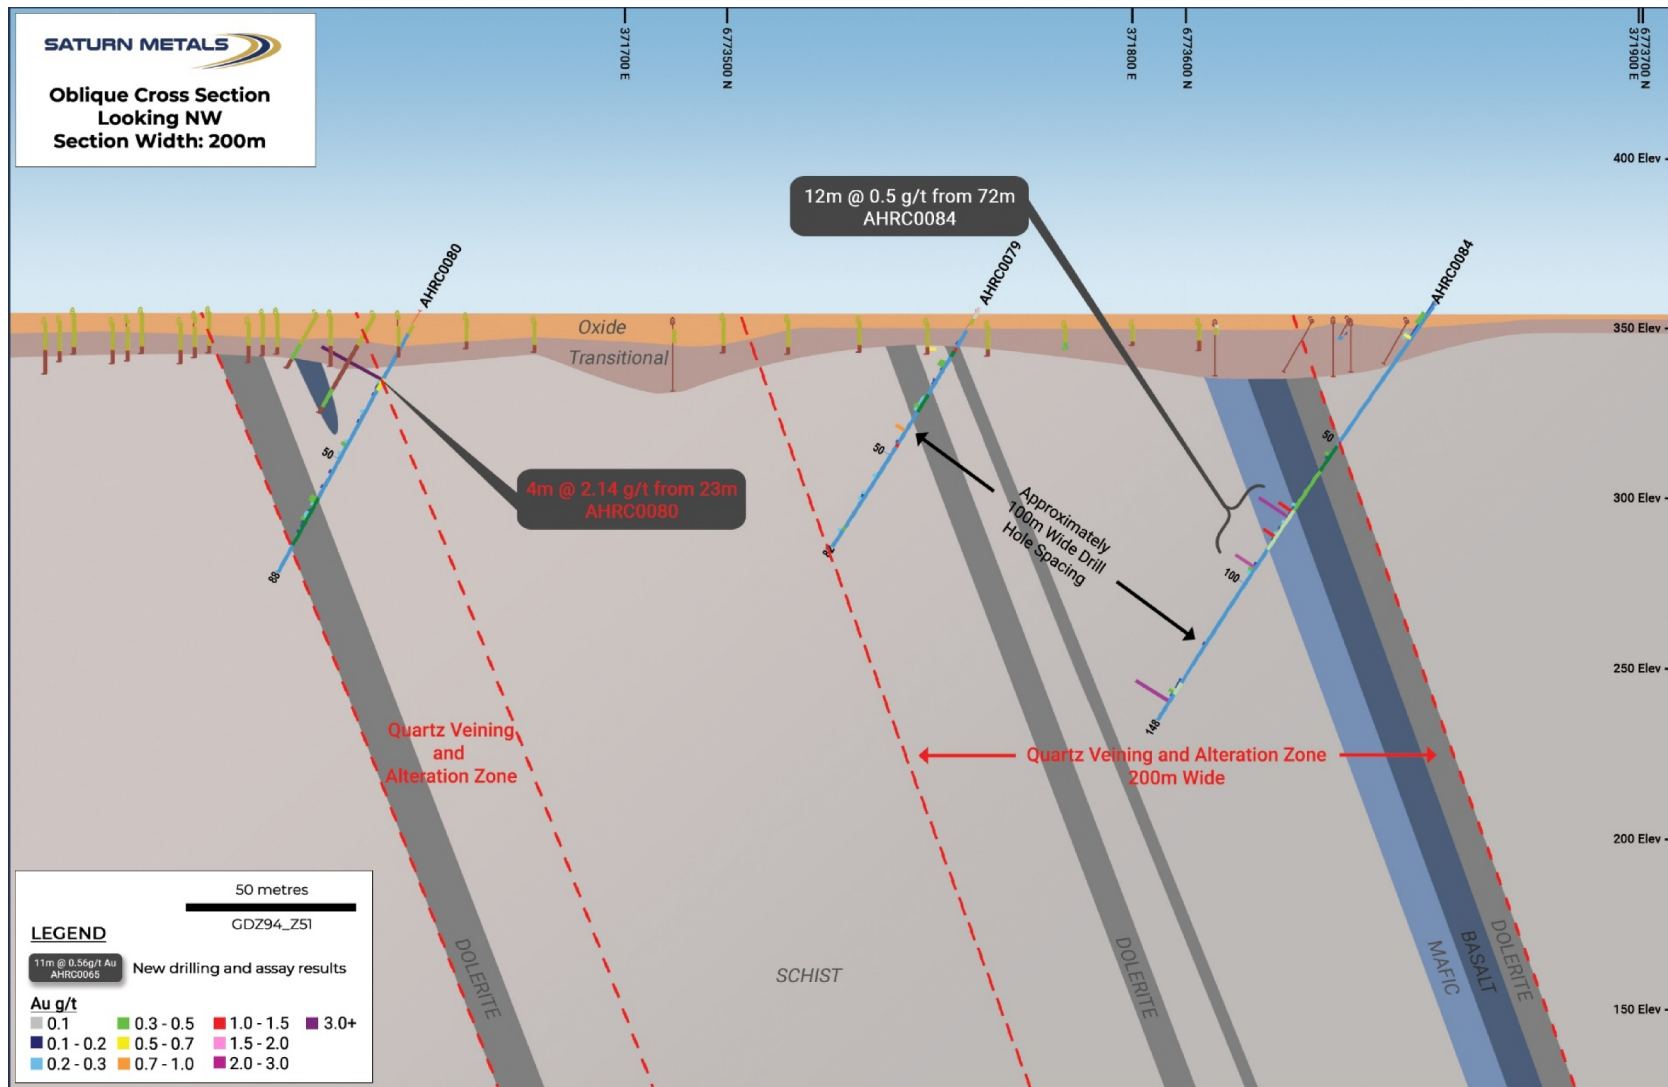 SATURN METALS
Oblique Cross Section
Looking NW
Section Width: 200m
371700 E
6773500 N
371800 E
6773600 N
6773700 N
371900 E
400 Elev
350 Elev
300 Elev
250 Elev
200 Elev
150 Elev
12m @ 0.5 g/t from 72m
AHRC0084
AHRC0080
AHRC0079
AHRC0084
Oxide
Transitional
50
88
4m @ 2.14 g/t from 23m
AHRC0080
50
82
Approximately
100m Wide Drill
Hole Spacing
50
100
148
Quartz Veining
and
Alteration Zone
Quartz Veining and Alteration Zone
200m Wide
DOLERITE
SCHIST
DOLERITE
MAFIC
BASALT
DOLERITE
50 metres
GDZ94_Z51
LEGEND
11m @ 0.56g/t Au
AHRC0065
New drilling and assay results
Au g/t
0.1
0.3 - 0.5
1.0 - 1.5
3.0+
0.1 - 0.2
0.5 - 0.7
1.5 - 2.0
0.2 - 0.3
0.7 - 1.0
2.0 - 3.0